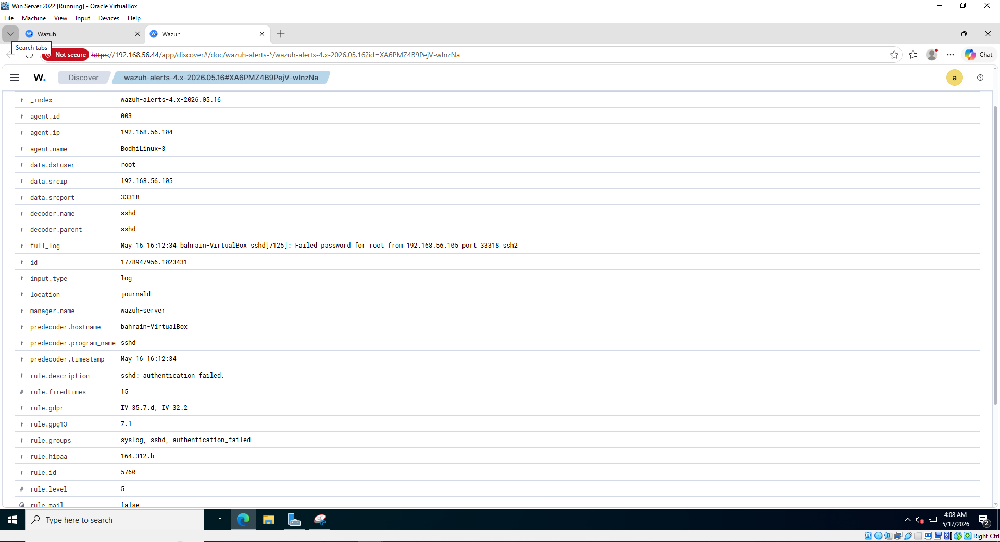 Win Server 2022 [Running] - Oracle VirtualBox
File Machine View Input Devices Help
Wazuh
Wazuh
Search tabs
Not secure https://192.168.56.44/app/discover#/doc/wazuh-alerts-*/wazuh-alerts-4.x-2026.05.16?id=XA6PMZ4B9PejV-wInzNa
Chat
W. Discover wazuh-alerts-4.x-2026.05.16#XA6PMZ4B9PejV-wInzNa a
t _index wazuh-alerts-4.x-2026.05.16
t agent.id 003
t agent.ip 192.168.56.104
t agent.name BodhiLinux-3
t data.dstuser root
t data.srcip 192.168.56.105
t data.srcport 33318
t decoder.name sshd
t decoder.parent sshd
t full_log May 16 16:12:34 bahrain-VirtualBox sshd[7125]: Failed password for root from 192.168.56.105 port 33318 ssh2
t id 1778947956.1023431
t input.type log
t location journald
t manager.name wazuh-server
t predecoder.hostname bahrain-VirtualBox
t predecoder.program_name sshd
t predecoder.timestamp May 16 16:12:34
t rule.description sshd: authentication failed.
# rule.firedtimes 15
t rule.gdpr IV_35.7.d, IV_32.2
t rule.gpg13 7.1
t rule.groups syslog, sshd, authentication_failed
t rule.hipaa 164.312.b
t rule.id 5760
# rule.level 5
rule.mail false
Type here to search
4:08 AM
5/17/2026
2
Right Ctrl